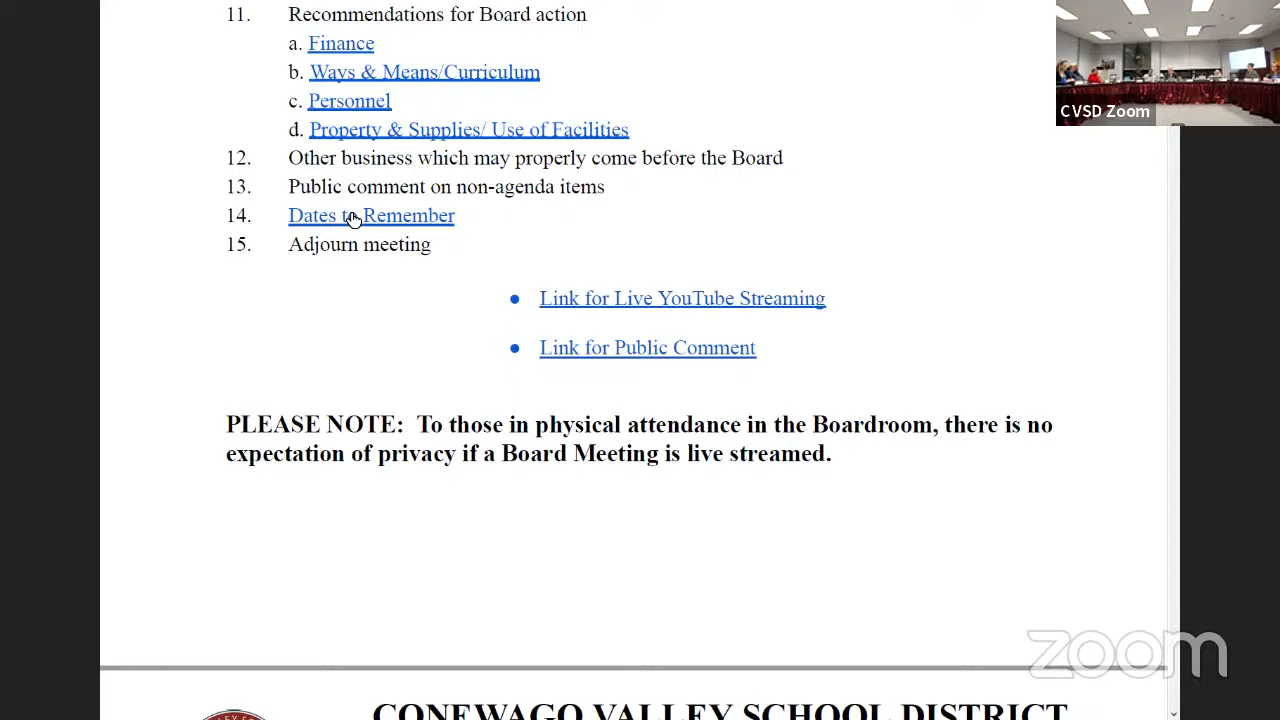 11. Recommendations for Board action
a. Finance
b. Ways & Means/Curriculum
c. Personnel
d. Property & Supplies/ Use of Facilities
12. Other business which may properly come before the Board
13. Public comment on non-agenda items
14. Dates to Remember
15. Adjourn meeting
● Link for Live YouTube Streaming
● Link for Public Comment
PLEASE NOTE: To those in physical attendance in the Boardroom, there is no
expectation of privacy if a Board Meeting is live streamed.
CONEWAGO VALLEY SCHOOL DISTRICT
CVSD Zoom
zoom